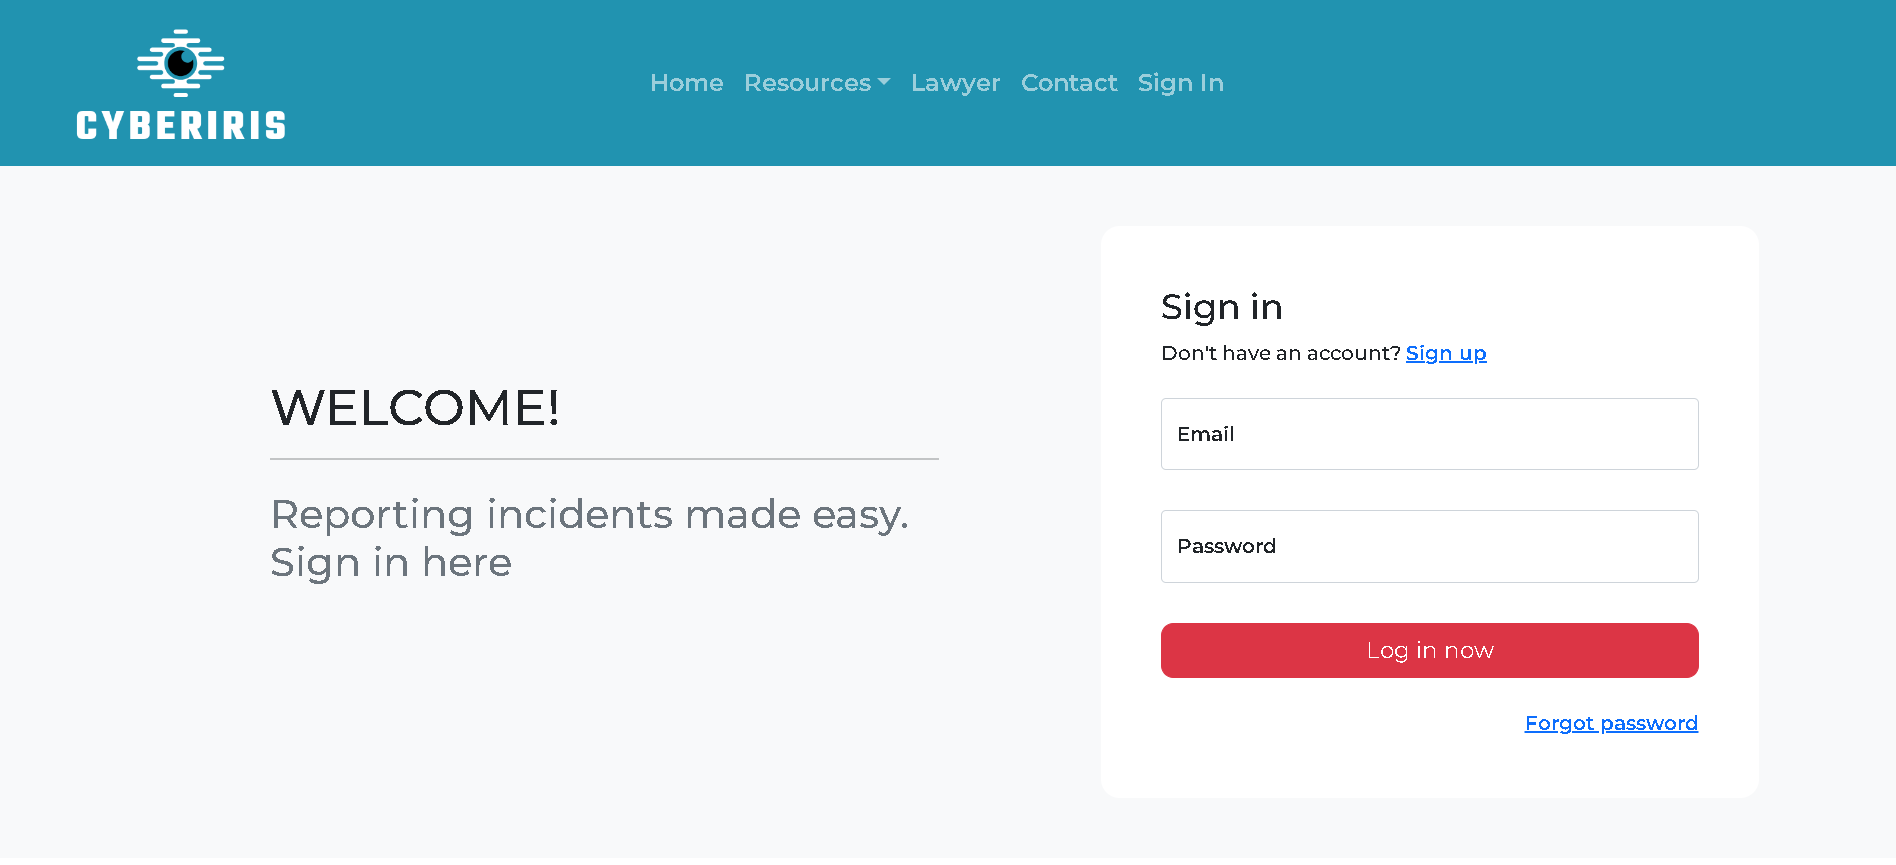 CYBERIRIS
Home Resources Lawyer Contact Sign In
WELCOME!
Reporting incidents made easy.
Sign in here
Sign in
Don't have an account? Sign up
Email
Password
Log in now
Forgot password